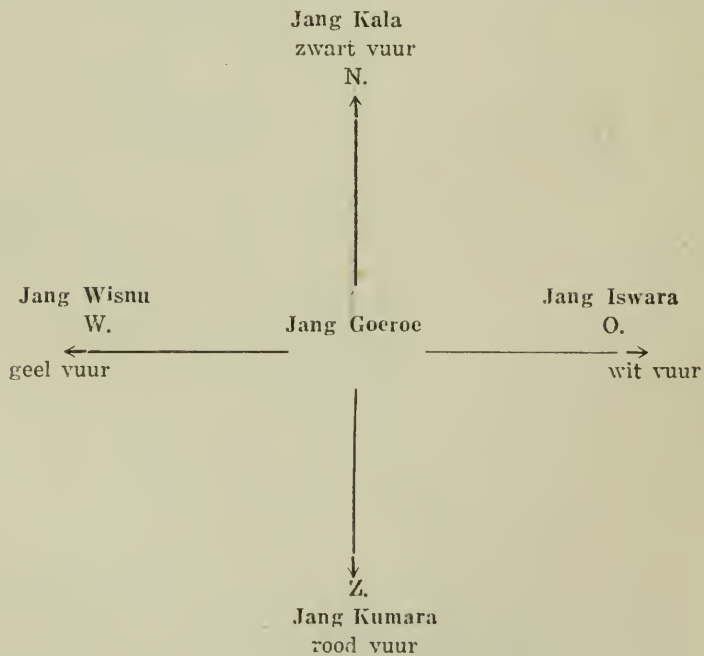 Jang Kala
zwart vuur
N.
Jang Wisnu
W.
geel vuur
Jang Goeroe
Jang Iswara
O.
wit vuur
Z.
Jang Kumara
rood vuur